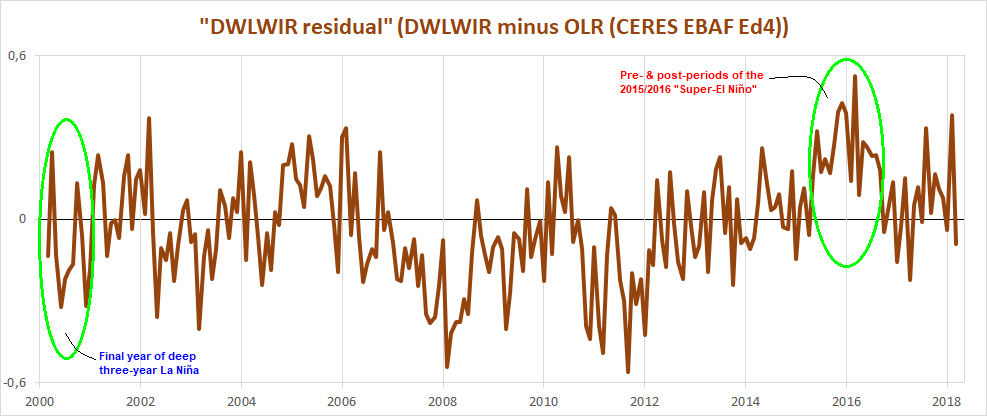 "DWLWIR residual" (DWLWIR minus OLR (CERES EBAF Ed4))
0,6
Pre- & post-periods of the
2015/2016 "Super-El Niño"
0
Final year of deep
three-year La Niña
-0,6
2000 2002 2004 2006 2008 2010 2012 2014 2016 2018